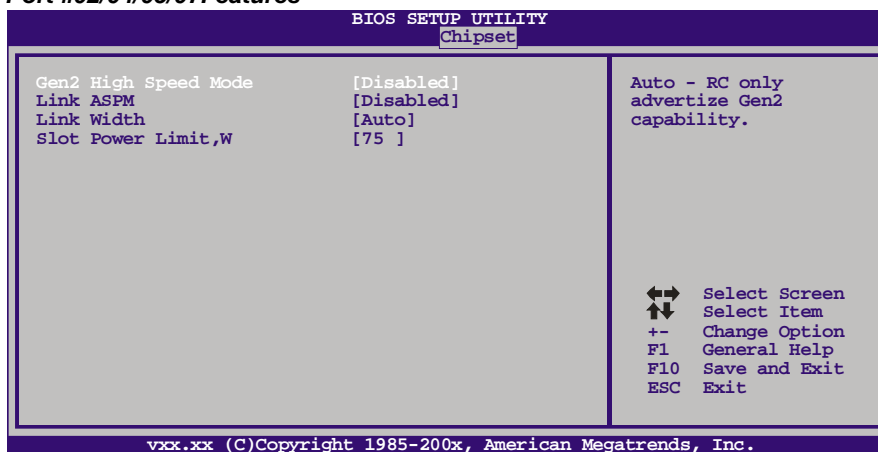 BIOS SETUP UTILITY
Chipset
Gen2 High Speed Mode [Disabled]
Link ASPM [Disabled]
Link Width [Auto]
Slot Power Limit,W [75 ]
Auto - RC only
advertize Gen2
capability.
Select Screen
Select Item
+- Change Option
F1 General Help
F10 Save and Exit
ESC Exit
vxx.xx (C)Copyright 1985-200x, American Megatrends, Inc.